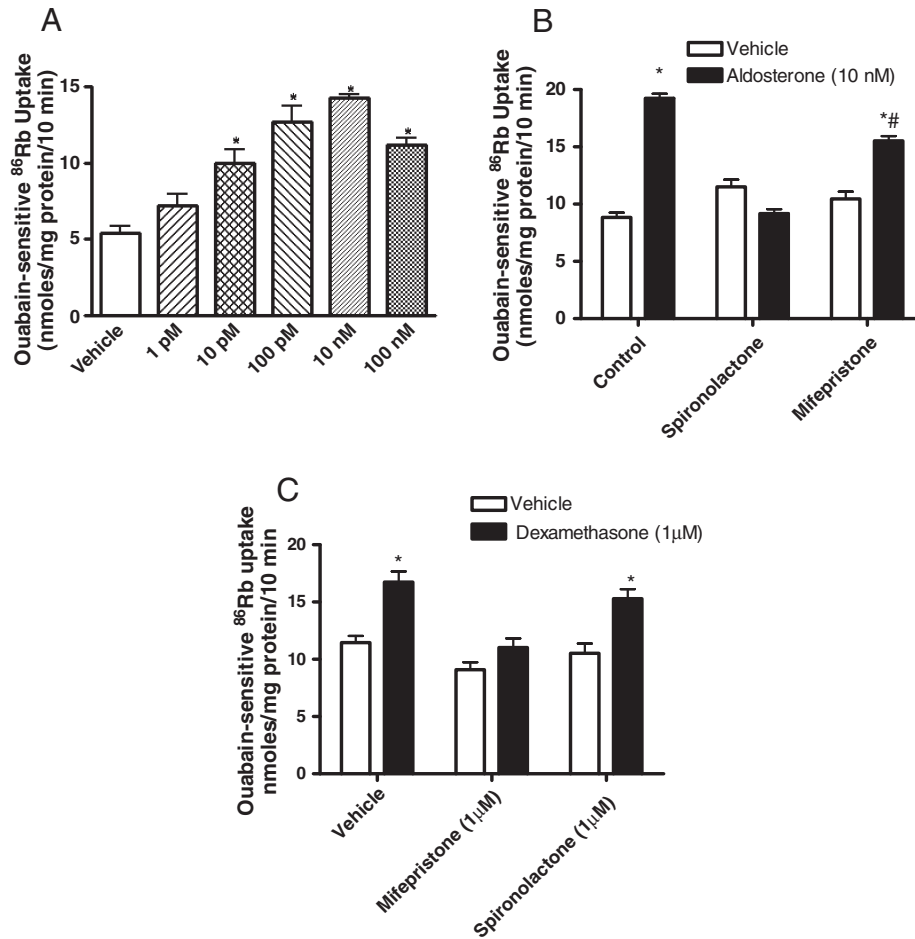 A
Ouabain-sensitive ⁸⁶Rb Uptake
(nmoles/mg protein/10 min)
15
10
5
0
* * * * *
Vehicle 1 pM 10 pM 100 pM 10 nM 100 nM
B
Vehicle
Aldosterone (10 nM)
Ouabain-sensitive ⁸⁶Rb Uptake
(nmoles/mg protein/10 min)
20
15
10
5
0
* *#
Control Spironolactone Mifepristone
C
Vehicle
Dexamethasone (1μM)
Ouabain-sensitive ⁸⁶Rb uptake
nmoles/mg protein/10 min
20
15
10
5
0
* *
Vehicle Mifepristone (1μM) Spironolactone (1μM)